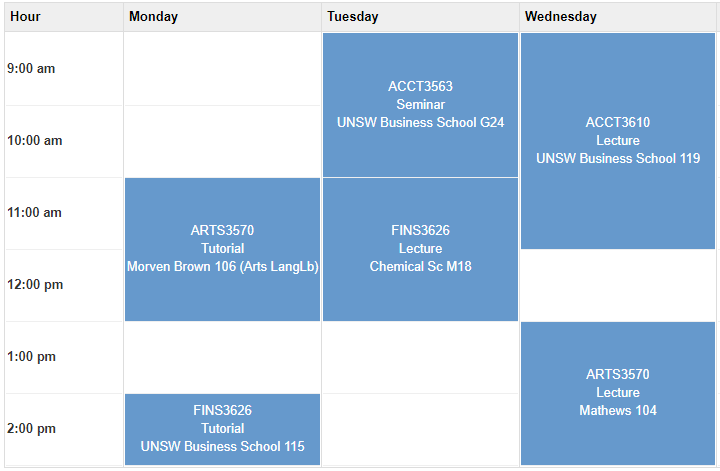 Hour Monday Tuesday Wednesday
9:00 am
ACCT3563
Seminar
UNSW Business School G24
ACCT3610
Lecture
UNSW Business School 119
10:00 am
11:00 am
ARTS3570
Tutorial
Morven Brown 106 (Arts LangLb)
FINS3626
Lecture
Chemical Sc M18
12:00 pm
1:00 pm
ARTS3570
Lecture
Mathews 104
2:00 pm
FINS3626
Tutorial
UNSW Business School 115